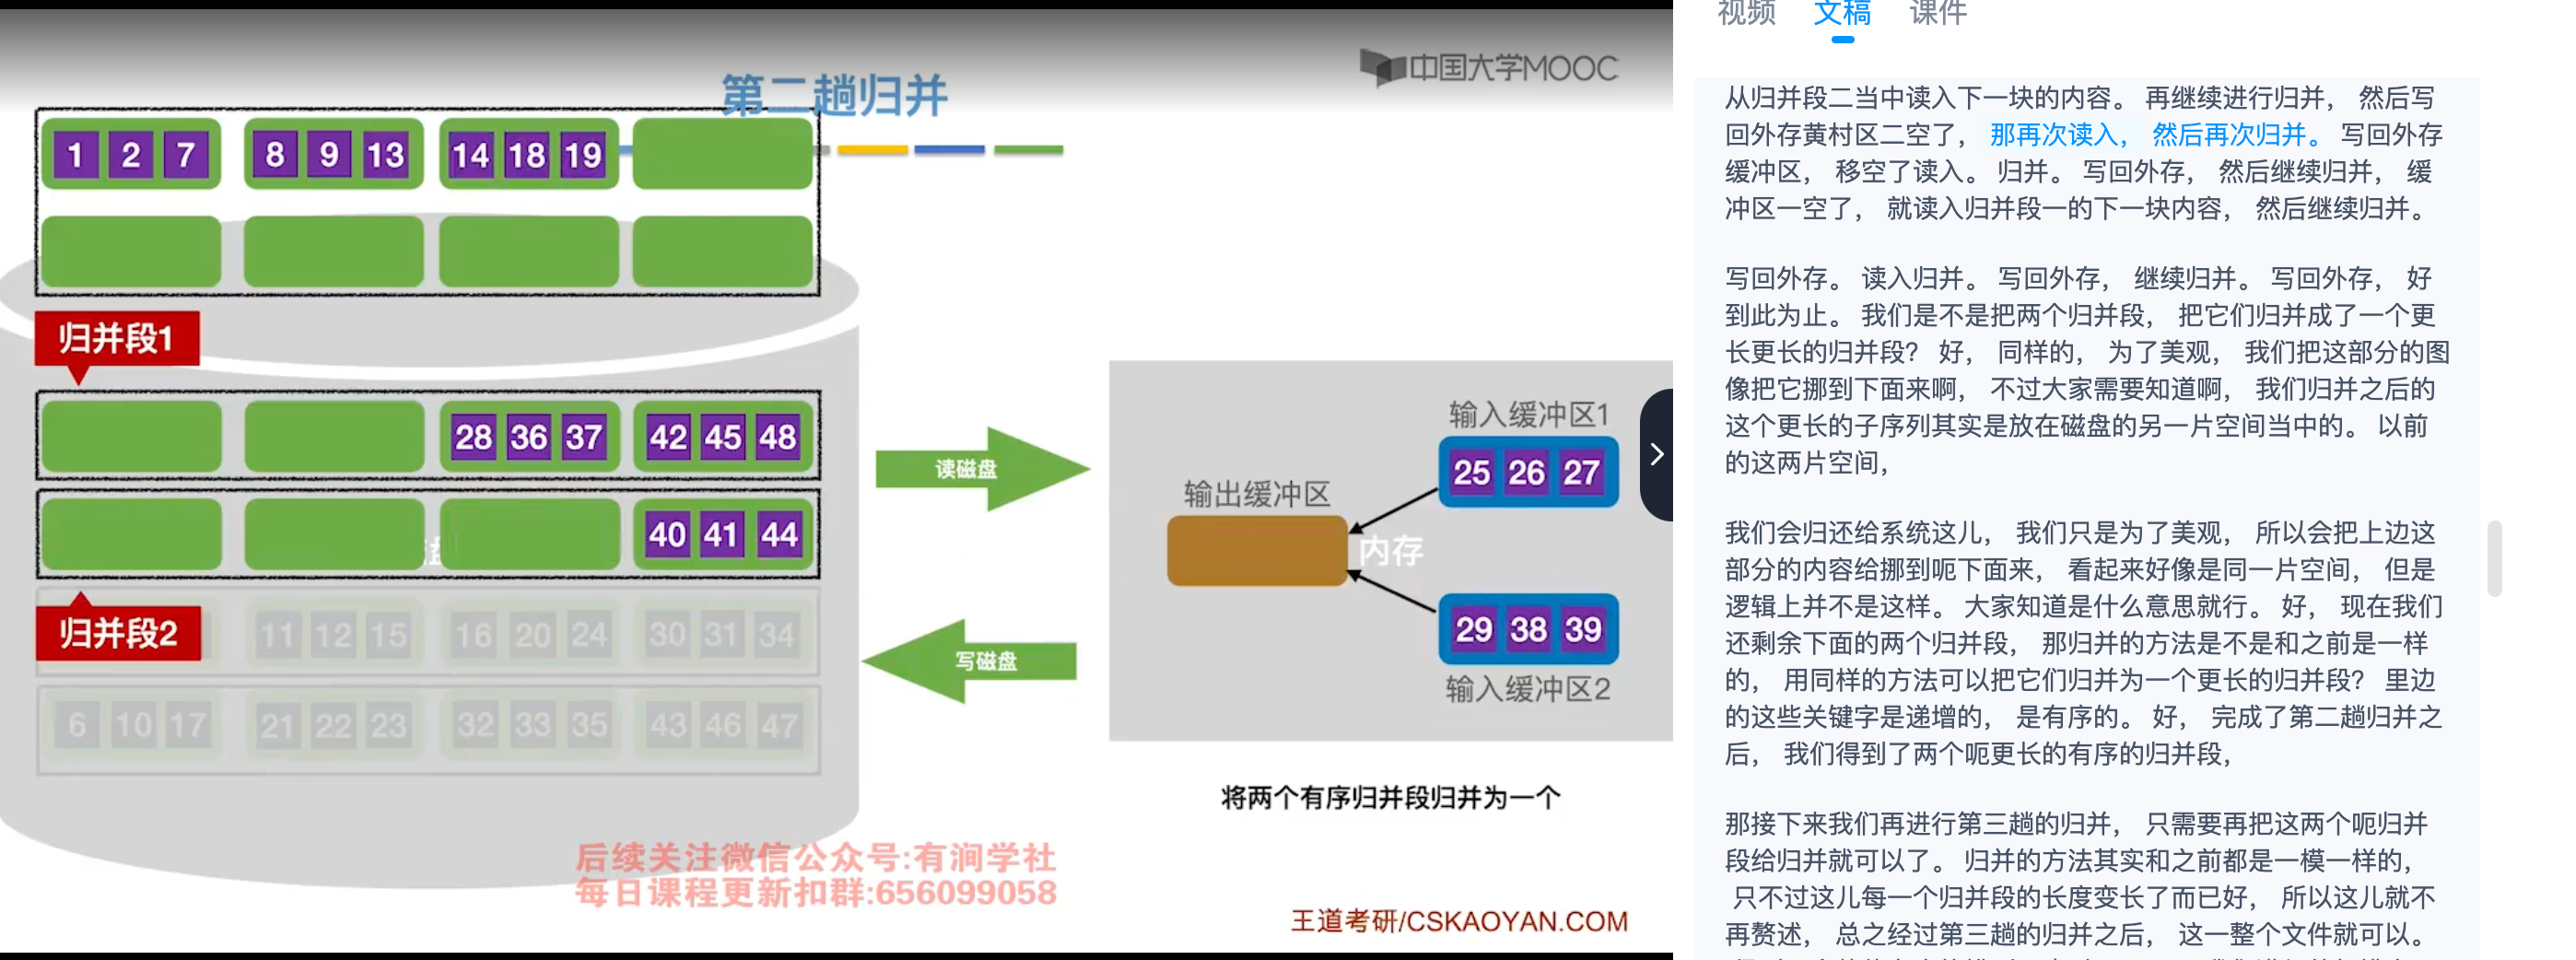 第二趟归并
中国大学MOOC
1 2 7 8 9 13 14 18 19
归并段1
28 36 37 42 45 48
40 41 44
归并段2
11 12 15 16 20 24 30 31 34
6 10 17 21 22 23 32 33 35 43 46 47
读磁盘
写磁盘
输入缓冲区1
25 26 27
输出缓冲区
内存
29 38 39
输入缓冲区2
将两个有序归并段归并为一个
后续关注微信公众号:有涧学社
每日课程更新扣群:656099058
王道考研/CSKAOYAN.COM
视频 文稿 课件
从归并段二当中读入下一块的内容。 再继续进行归并， 然后写
回外存黄村区二空了， 那再次读入， 然后再次归并。 写回外存
缓冲区， 移空了读入。 归并。 写回外存， 然后继续归并， 缓
冲区一空了， 就读入归并段一的下一块内容， 然后继续归并。
写回外存。 读入归并。 写回外存， 继续归并。 写回外存， 好
到此为止。 我们是不是把两个归并段， 把它们归并成了一个更
长更长的归并段？ 好， 同样的， 为了美观， 我们把这部分的图
像把它挪到下面来啊， 不过大家需要知道啊， 我们归并之后的
这个更长的子序列其实是放在磁盘的另一片空间当中的。 以前
的这两片空间，
我们会归还给系统这儿， 我们只是为了美观， 所以会把上边这
部分的内容给挪到呃下面来， 看起来好像是同一片空间， 但是
逻辑上并不是这样。 大家知道是什么意思就行。 好， 现在我们
还剩余下面的两个归并段， 那归并的方法是不是和之前是一样
的， 用同样的方法可以把它们归并为一个更长的归并段？ 里边
的这些关键字是递增的， 是有序的。 好， 完成了第二趟归并之
后， 我们得到了两个呃更长的有序的归并段，
那接下来我们再进行第三趟的归并， 只需要再把这两个呃归并
段给归并就可以了。 归并的方法其实和之前都是一模一样的，
只不过这儿每一个归并段的长度变长了而已好， 所以这儿就不
再赘述， 总之经过第三趟的归并之后， 这一整个文件就可以。